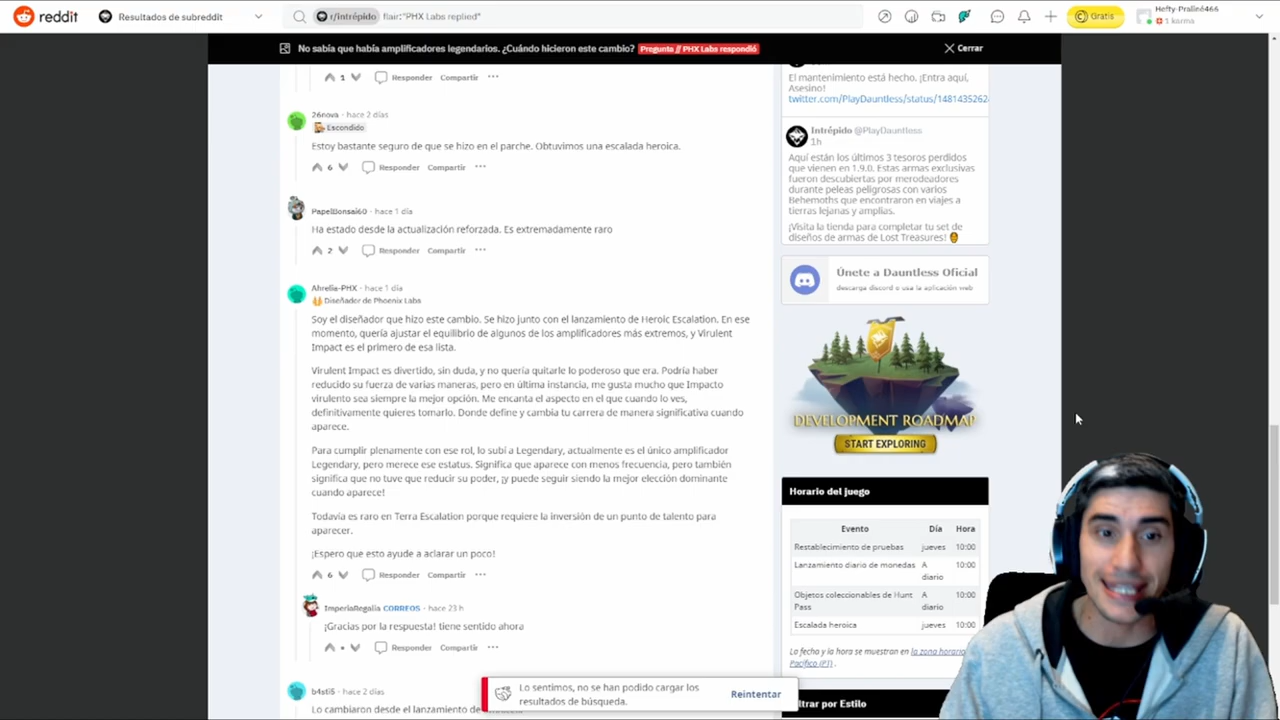 reddit
Resultados de subreddit
r/intrépido
flair:"PHX Labs replied"
Gratis
Hefty-Praline466
1 karma
No sabía que había amplificadores legendarios. ¿Cuándo hicieron este cambio?
Pregunta // PHX Labs respondió
Cerrar
1
Responder
Compartir
26nova · hace 2 días
Escondido
Estoy bastante seguro de que se hizo en el parche. Obtuvimos una escalada heroica.
6
Responder
Compartir
PapelBonsai60 · hace 1 día
Ha estado desde la actualización reforzada. Es extremadamente raro
2
Responder
Compartir
Ahrelia-PHX · hace 1 día
Diseñador de Phoenix Labs
Soy el diseñador que hizo este cambio. Se hizo junto con el lanzamiento de Heroic Escalation. En ese
momento, quería ajustar el equilibrio de algunos de los amplificadores más extremos, y Virulent
Impact es el primero de esa lista.
Virulent Impact es divertido, sin duda, y no quería quitarle lo poderoso que era. Podría haber
reducido su fuerza de varias maneras, pero en última instancia, me gusta mucho que Impacto
virulento sea siempre la mejor opción. Me encanta el aspecto en el que cuando lo ves,
definitivamente quieres tomarlo. Donde define y cambia tu carrera de manera significativa cuando
aparece.
Para cumplir plenamente con ese rol, lo subí a Legendary, actualmente es el único amplificador
Legendary, pero merece ese estatus. Significa que aparece con menos frecuencia, pero también
significa que no tuve que reducir su poder, ¡y puede seguir siendo la mejor elección dominante
cuando aparece!
Todavía es raro en Terra Escalation porque requiere la inversión de un punto de talento para
aparecer.
¡Espero que esto ayude a aclarar un poco!
6
Responder
Compartir
ImperiaRegalia CORREOS · hace 23 h
¡Gracias por la respuesta! tiene sentido ahora
Responder
Compartir
b4sti5 · hace 2 días
Lo cambiaron desde el lanzamiento de
El mantenimiento está hecho. ¡Entra aquí,
Asesino!
twitter.com/PlayDauntless/status/1481435262
Intrépido @PlayDauntless
1h
Aquí están los últimos 3 tesoros perdidos
que vienen en 1.9.0. Estas armas exclusivas
fueron descubiertas por merodeadores
durante peleas peligrosas con varios
Behemoths que encontraron en viajes a
tierras lejanas y amplias.
¡Visita la tienda para completar tu set de
diseños de armas de Lost Treasures!
Únete a Dauntless Oficial
descarga discord o usa la aplicación web
DEVELOPMENT ROADMAP
START EXPLORING
Horario del juego
Evento Día Hora
Restablecimiento de pruebas jueves 10:00
Lanzamiento diario de monedas A diario 10:00
Objetos coleccionables de Hunt Pass A diario 10:00
Escalada heroica jueves 10:00
La fecha y la hora se muestran en la zona horaria
Pacífico (PT).
Lo sentimos, no se han podido cargar los
resultados de búsqueda.
Reintentar
ltrar por Estilo